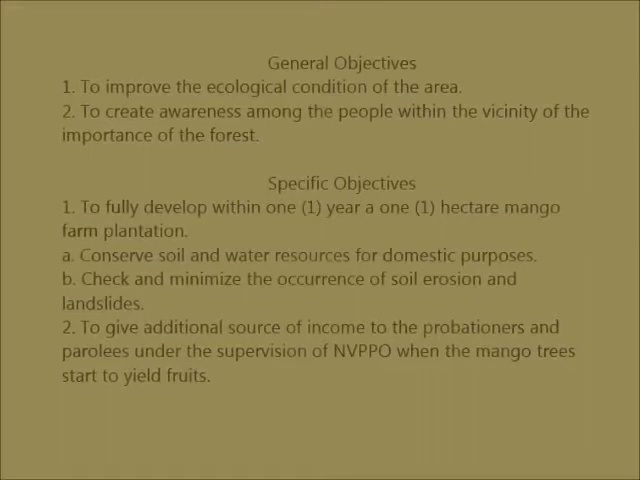 General Objectives
1. To improve the ecological condition of the area.
2. To create awareness among the people within the vicinity of the
importance of the forest.
Specific Objectives
1. To fully develop within one (1) year a one (1) hectare mango
farm plantation.
a. Conserve soil and water resources for domestic purposes.
b. Check and minimize the occurrence of soil erosion and
landslides.
2. To give additional source of income to the probationers and
parolees under the supervision of NVPPO when the mango trees
start to yield fruits.